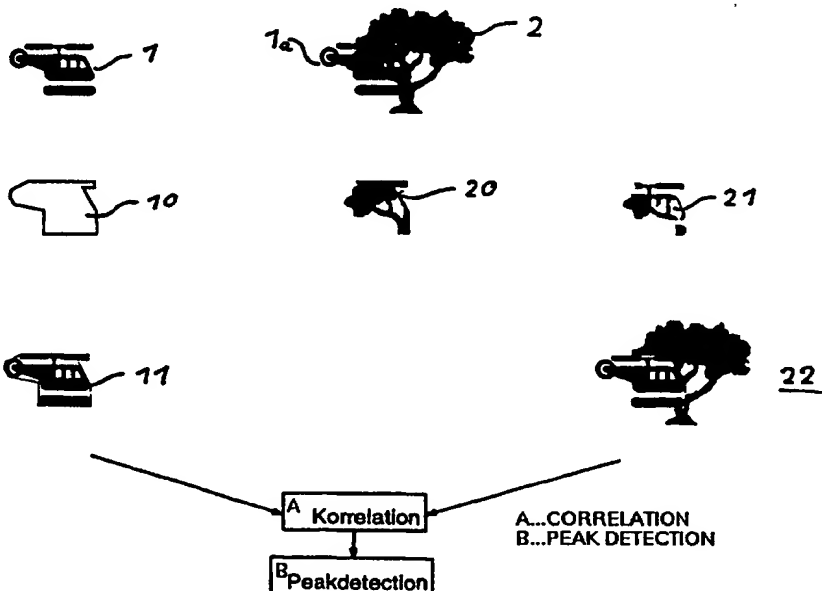 1
1a
2
10
20
21
11
22
A Korrelation
A...CORRELATION
B...PEAK DETECTION
B Peakdetection